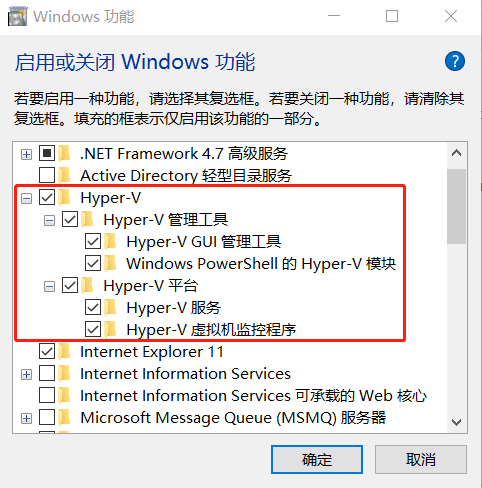 Windows 功能
启用或关闭 Windows 功能
若要启用一种功能，请选择其复选框。若要关闭一种功能，请清除其
复选框。填充的框表示仅启用该功能的一部分。
.NET Framework 4.7 高级服务
Active Directory 轻型目录服务
Hyper-V
Hyper-V 管理工具
Hyper-V GUI 管理工具
Windows PowerShell 的 Hyper-V 模块
Hyper-V 平台
Hyper-V 服务
Hyper-V 虚拟机监控程序
Internet Explorer 11
Internet Information Services
Internet Information Services 可承载的 Web 核心
Microsoft Message Queue (MSMQ) 服务器
确定
取消